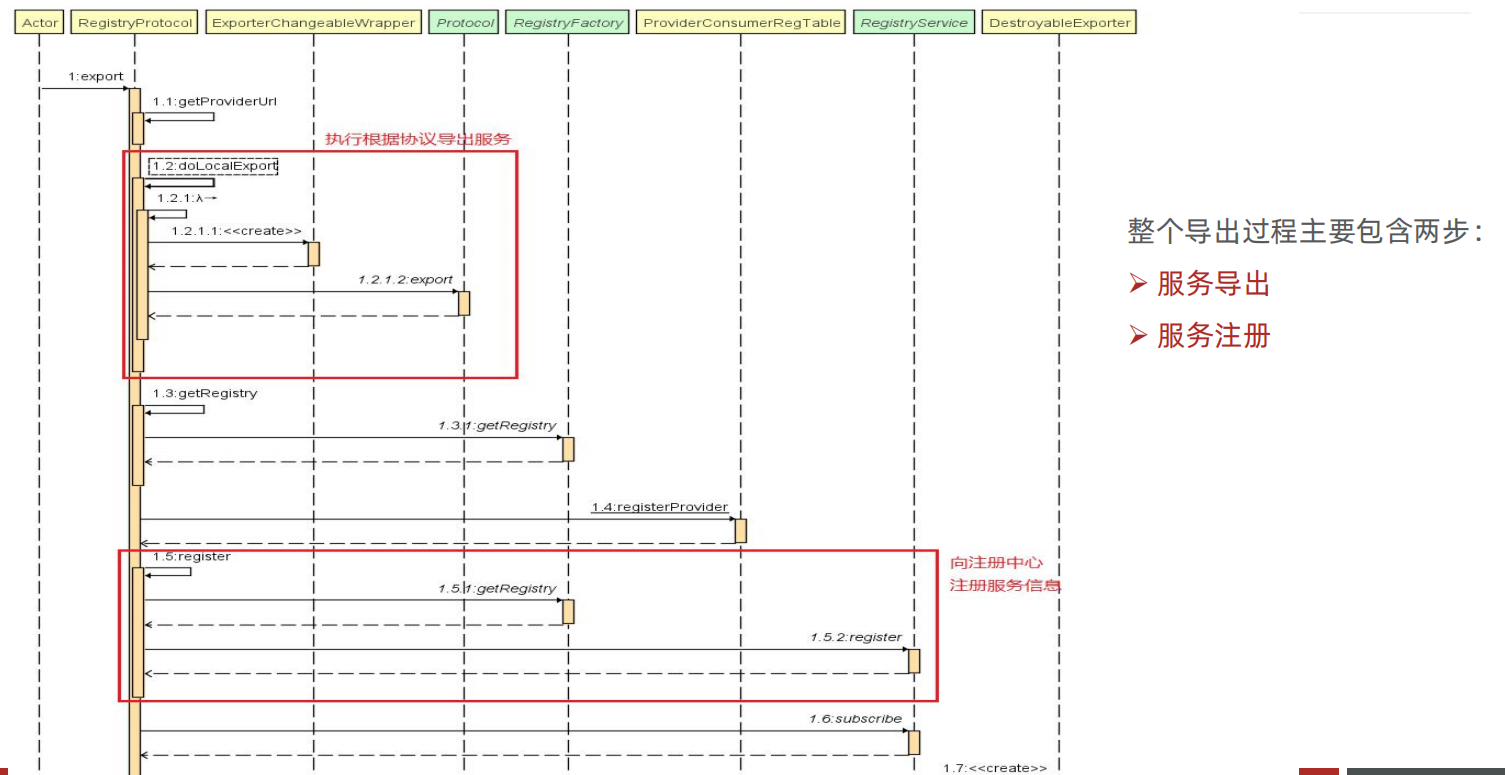 Actor RegistryProtocol ExporterChangeableWrapper Protocol RegistryFactory ProviderConsumerRegTable RegistryService DestroyableExporter
1:export
1.1:getProviderUrl
执行根据协议导出服务
1.2:doLocalExport
1.2.1:λ→
1.2.1.1:<<create>>
1.2.1.2:export
1.3:getRegistry
1.3.1:getRegistry
1.4:registerProvider
1.5:register
向注册中心
注册服务信息
1.5.1:getRegistry
1.5.2:register
1.6:subscribe
1.7:<<create>>
整个导出过程主要包含两步：
➢ 服务导出
➢ 服务注册